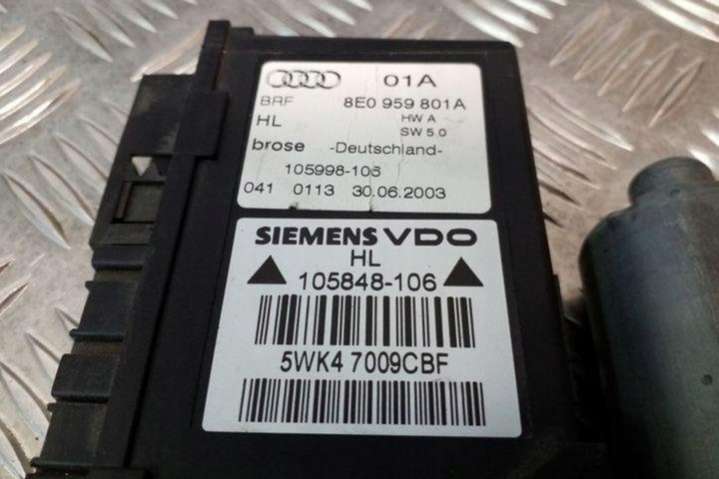 01A
BRF 8E0 959 801A
HL HW A
SW 5.0
brose -Deutschland-
105998-106
041 0113 30.06.2003
SIEMENS VDO
HL
105848-106
5WK4 7009CBF